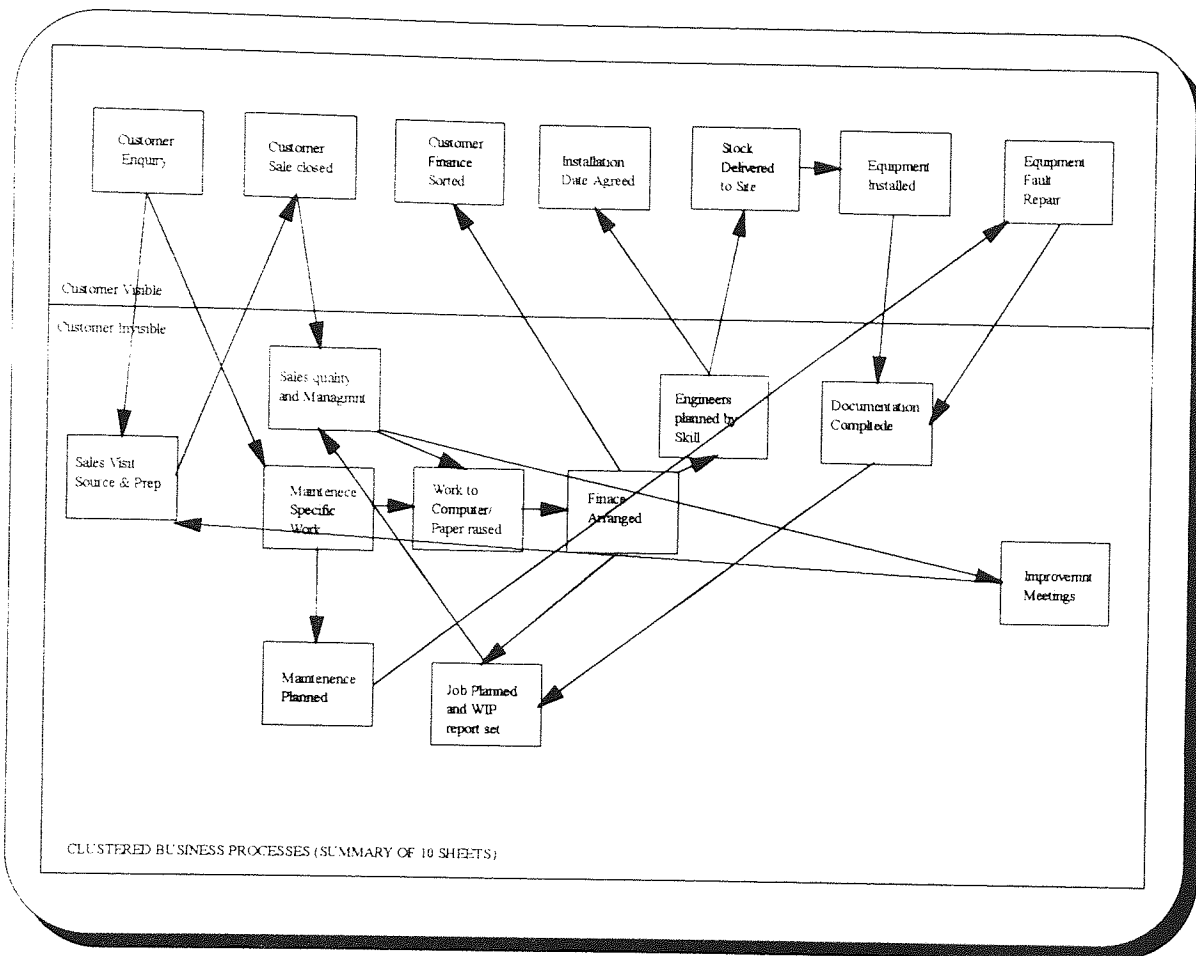 Customer
Enquiry
Customer
Sale closed
Customer
Finance
Sorted
Installation
Date Agreed
Stock
Delivered
to Site
Equipment
Installed
Equipment
Fault
Repair
Customer Visible
Customer Invisible
Sales quality
and Managmnt
Engineers
planned by
Skill
Documentation
Compltede
Sales Visit
Source & Prep
Maintenece
Specific
Work
Work to
Computer/
Paper raised
Finace
Arranged
Improvemnt
Meetings
Maintenence
Planned
Job Planned
and WIP
report set
CLUSTERED BUSINESS PROCESSES (SUMMARY OF 10 SHEETS)